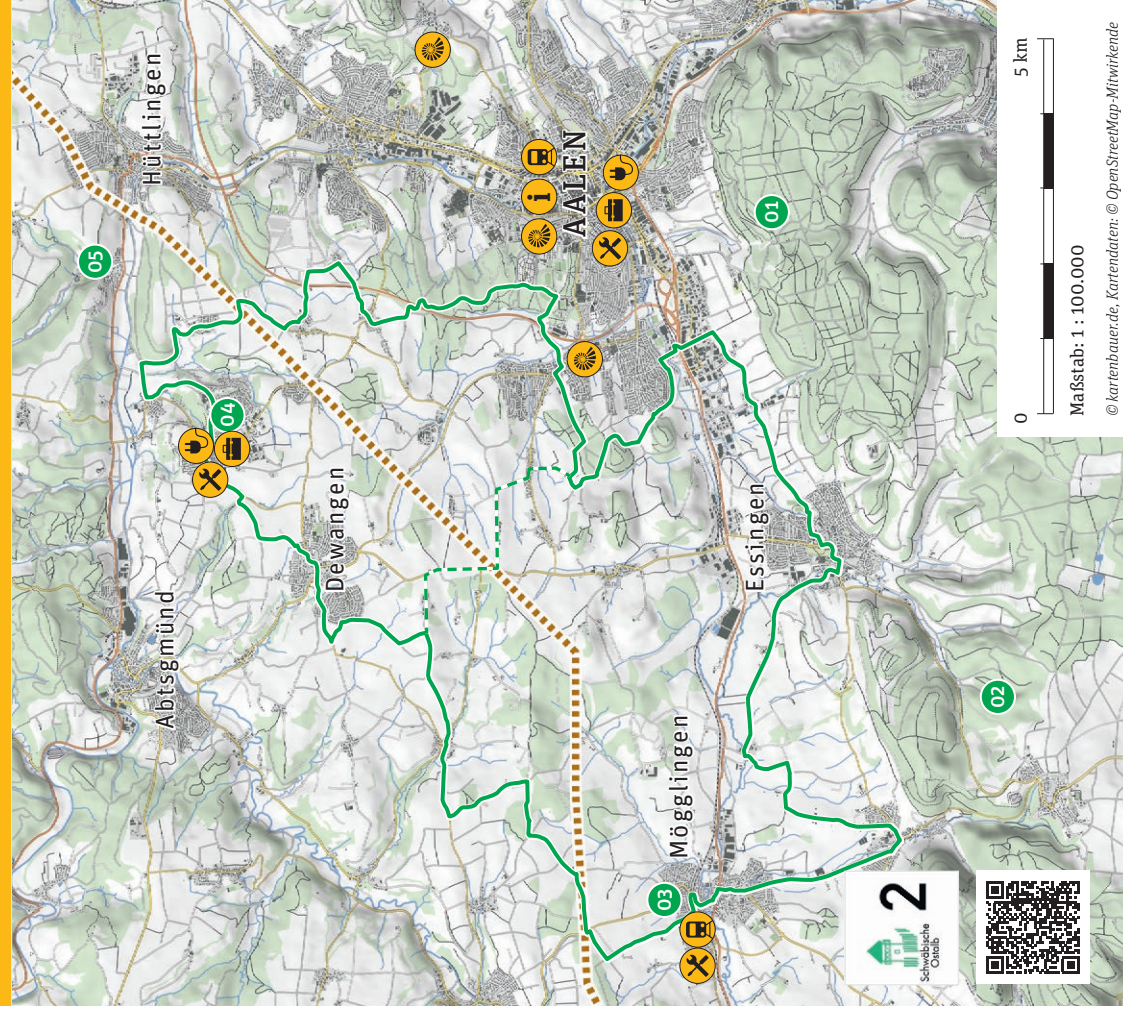 Hüttlingen
05
04
Abtsgmünd
Dewangen
i
AALEN
01
Essingen
02
Mögglingen
03
2
Schwäbische
Ostalb
0
5 km
Maßstab: 1 : 100.000
© kartenbauer.de, Kartendaten: © OpenStreetMap-Mitwirkende